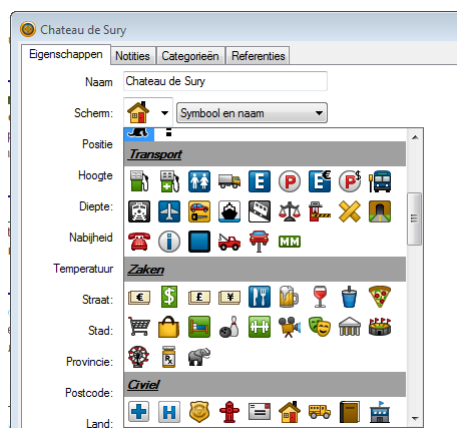 Chateau de Sury
Eigenschappen Notities Categorieën Referenties
Naam Chateau de Sury
Scherm: Symbool en naam
Positie
Transport
Hoogte
Diepte:
Nabijheid
MM
Temperatuur
Zaken
Straat:
Stad:
Provincie:
Civiel
Postcode:
Land: